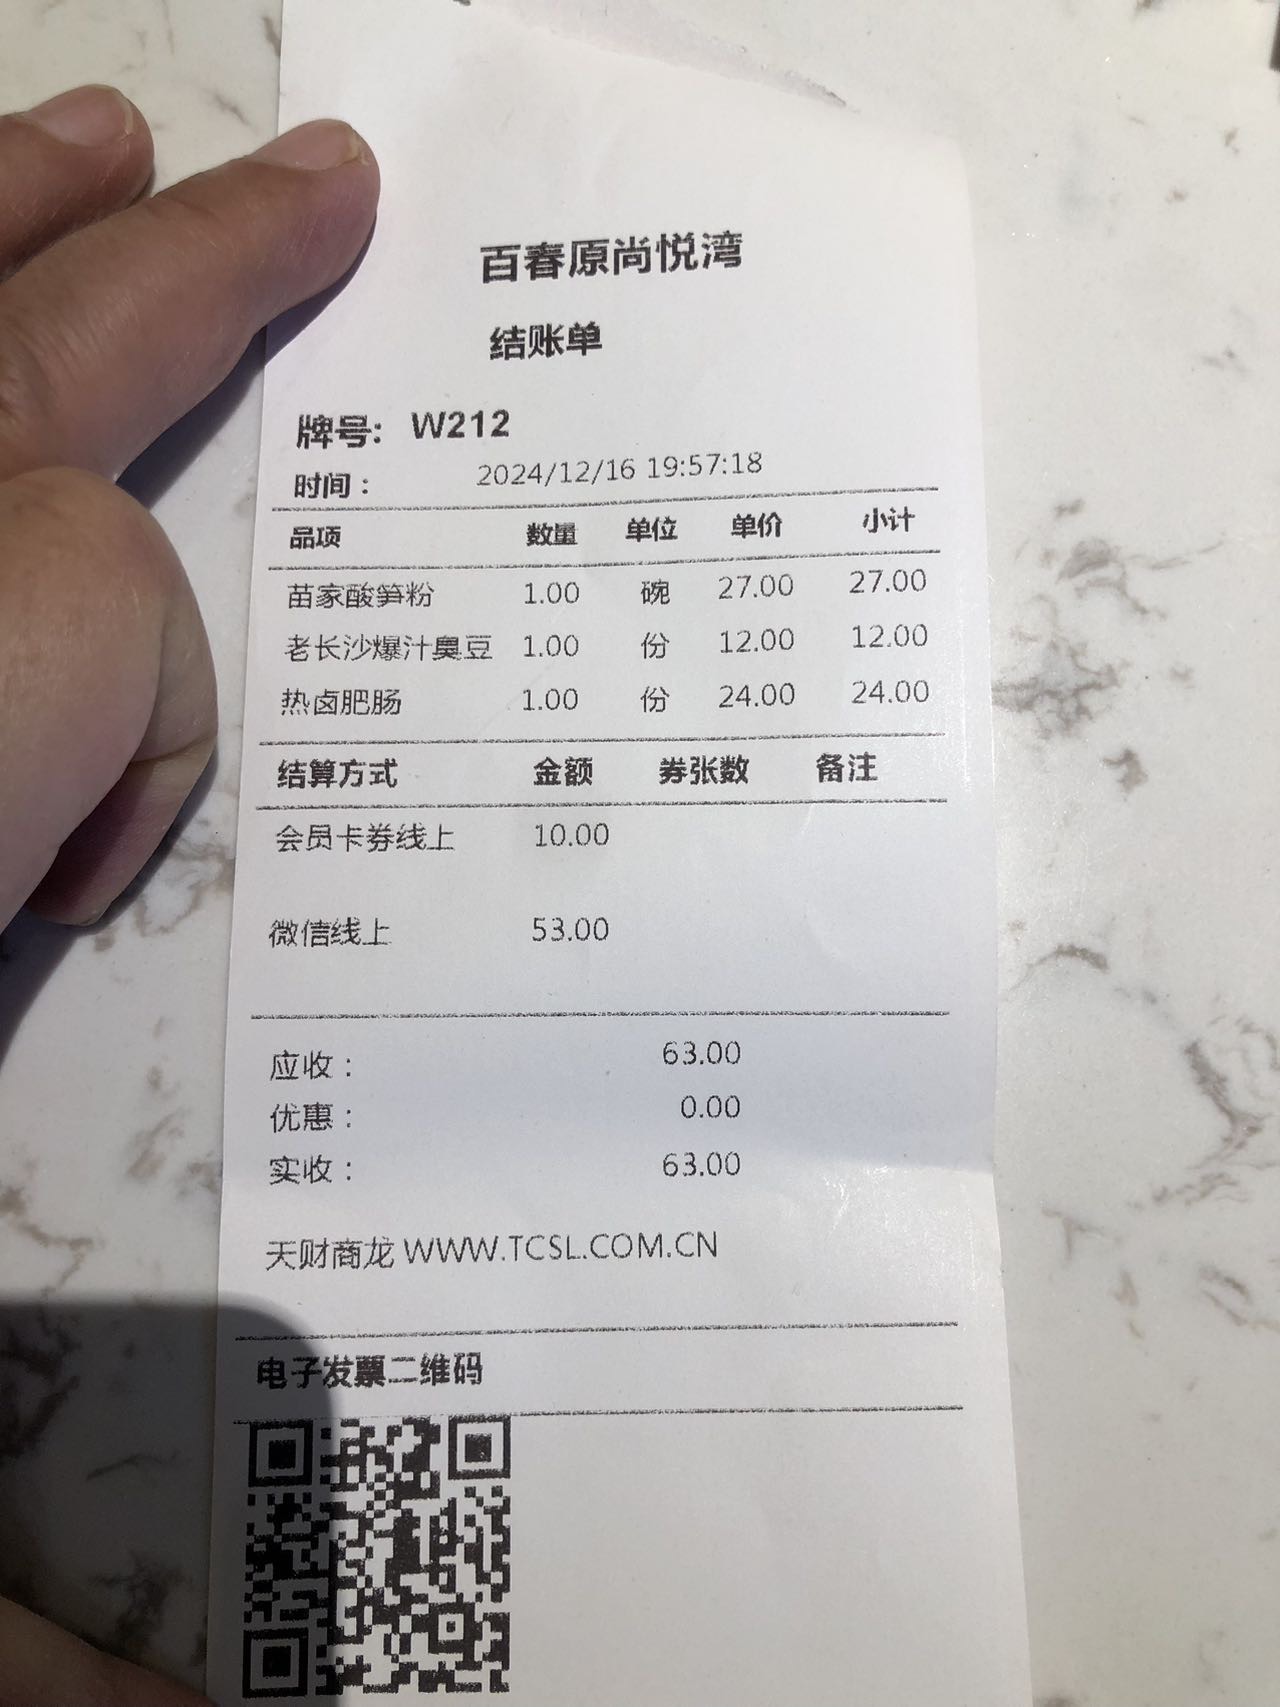 百春原尚悦湾
结账单
牌号: W212
时间： 2024/12/16 19:57:18
品项 数量 单位 单价 小计
苗家酸笋粉 1.00 碗 27.00 27.00
老长沙爆汁臭豆 1.00 份 12.00 12.00
热卤肥肠 1.00 份 24.00 24.00
结算方式 金额 券张数 备注
会员卡券线上 10.00
微信线上 53.00
应收： 63.00
优惠： 0.00
实收： 63.00
天财商龙 WWW.TCSL.COM.CN
电子发票二维码